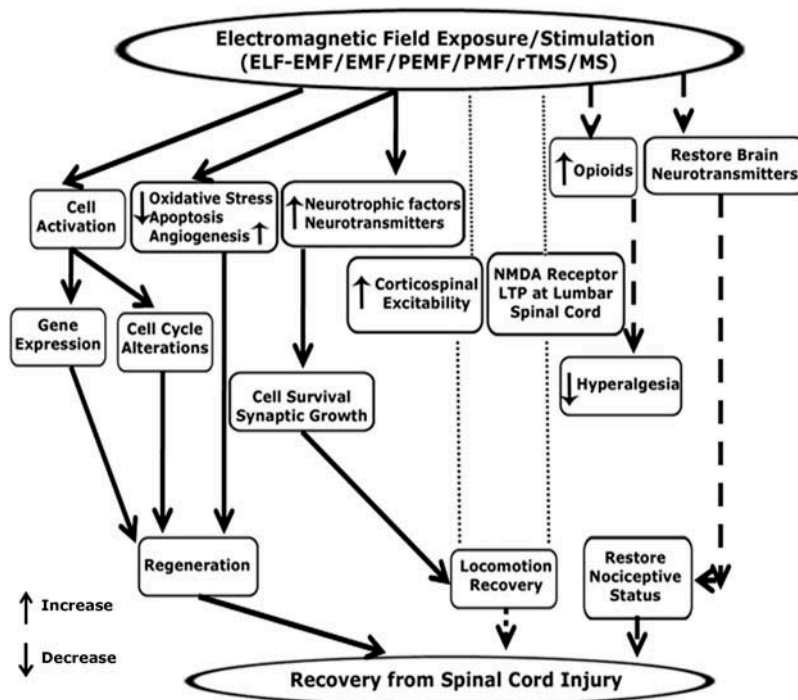 Electromagnetic Field Exposure/Stimulation
(ELF-EMF/EMF/PEMF/PMF/rTMS/MS)
Cell
Activation
↓ Oxidative Stress
Apoptosis
Angiogenesis ↑
↑ Neurotrophic factors
Neurotransmitters
↑ Opioids
Restore Brain
Neurotransmitters
↑ Corticospinal
Excitability
NMDA Receptor
LTP at Lumbar
Spinal Cord
Gene
Expression
Cell Cycle
Alterations
Cell Survival
Synaptic Growth
↓ Hyperalgesia
Regeneration
Locomotion
Recovery
Restore
Nociceptive
Status
↑ Increase
↓ Decrease
Recovery from Spinal Cord Injury